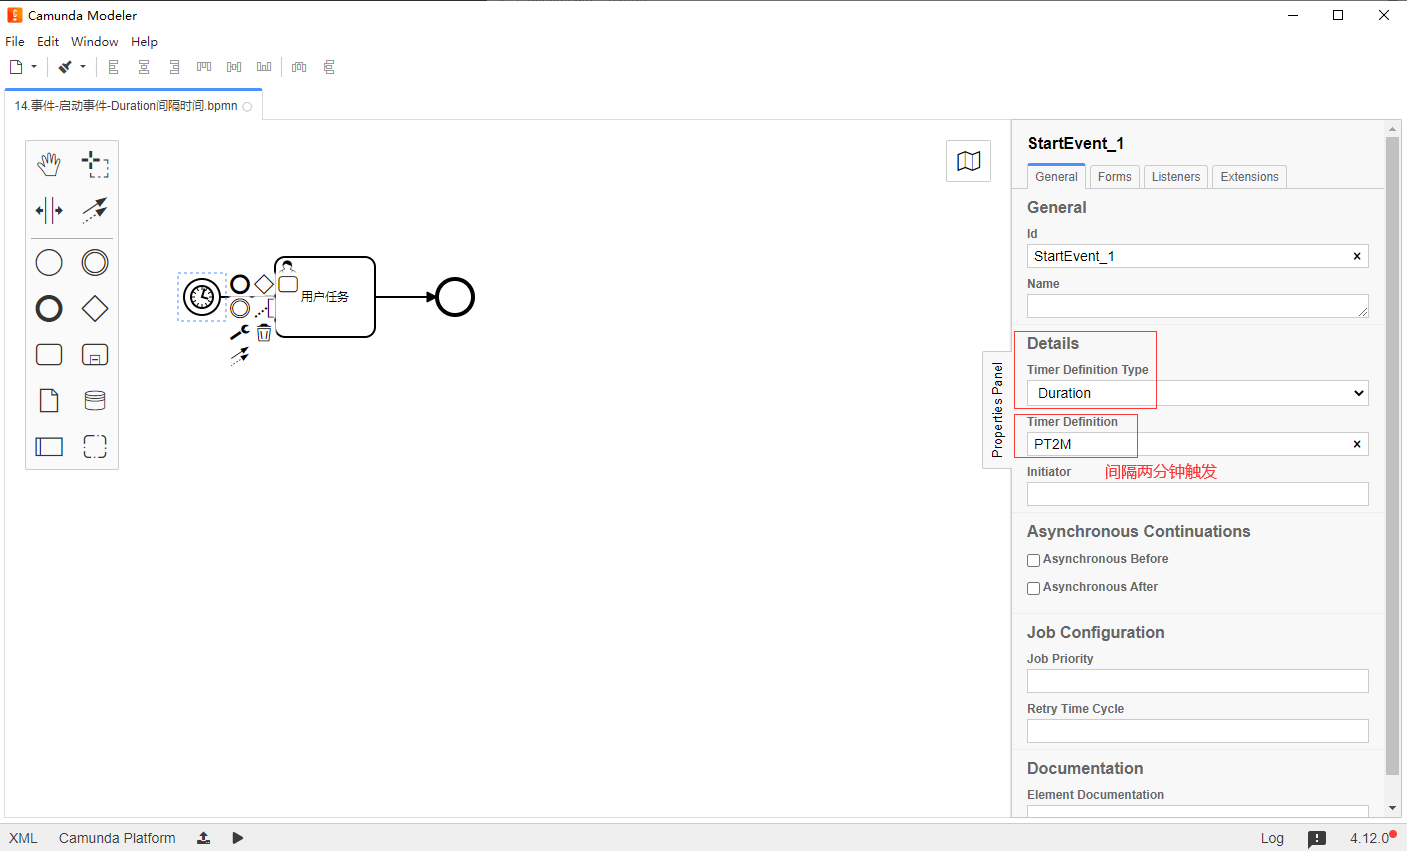 Camunda Modeler
File Edit Window Help
14.事件-启动事件-Duration间隔时间.bpmn
用户任务
Properties Panel
StartEvent_1
General Forms Listeners Extensions
General
Id
StartEvent_1
Name
Details
Timer Definition Type
Duration
Timer Definition
PT2M
Initiator
间隔两分钟触发
Asynchronous Continuations
Asynchronous Before
Asynchronous After
Job Configuration
Job Priority
Retry Time Cycle
Documentation
Element Documentation
XML Camunda Platform Log 4.12.0